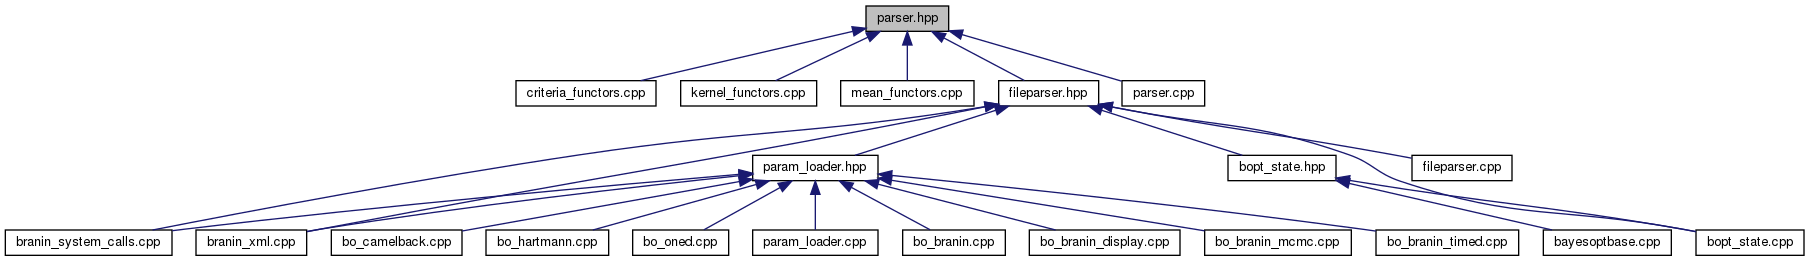 parser.hpp
criteria_functors.cpp
kernel_functors.cpp
mean_functors.cpp
fileparser.hpp
parser.cpp
param_loader.hpp
bopt_state.hpp
fileparser.cpp
branin_system_calls.cpp
branin_xml.cpp
bo_camelback.cpp
bo_hartmann.cpp
bo_oned.cpp
param_loader.cpp
bo_branin.cpp
bo_branin_display.cpp
bo_branin_mcmc.cpp
bo_branin_timed.cpp
bayesoptbase.cpp
bopt_state.cpp